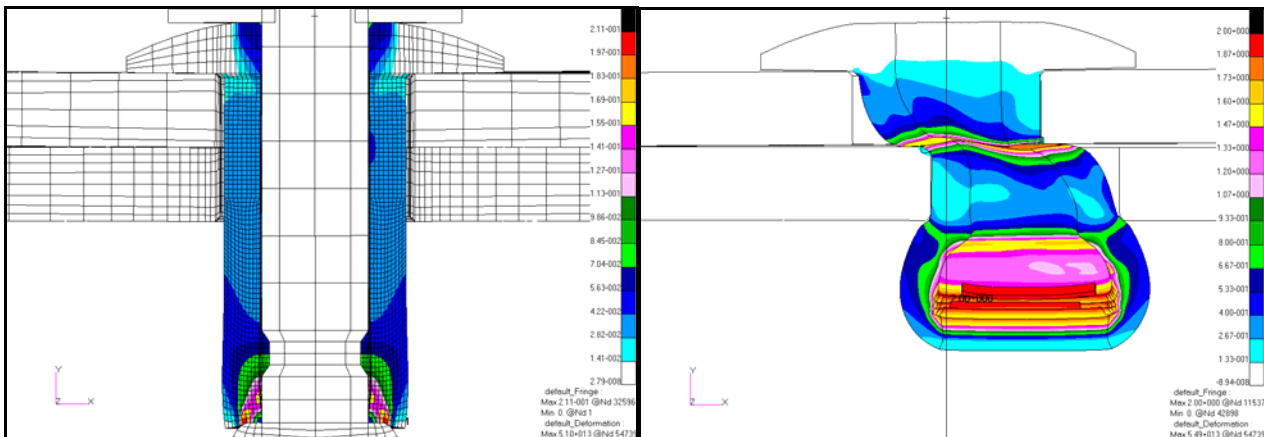 2.11-001
1.97-001
1.83-001
1.69-001
1.55-001
1.41-001
1.27-001
1.13-001
9.86-002
8.45-002
7.04-002
5.63-002
4.22-002
2.82-002
1.41-002
2.79-008
default_Fringe :
Max 2.11-001 @Nd 32596
Min 0. @Nd 1
default_Deformation :
Max 5.10+013 @Nd 54739
Y
Z X
2.00+000
1.87+000
1.73+000
1.60+000
1.47+000
1.33+000
1.20+000
1.07+000
9.33-001
8.00-001
6.67-001
5.33-001
4.00-001
2.67-001
1.33-001
-8.94-008
2.00+000
default_Fringe :
Max 2.00+000 @Nd 11537
Min 0. @Nd 42898
default_Deformation :
Max 5.49+013 @Nd 54739
Y
Z X